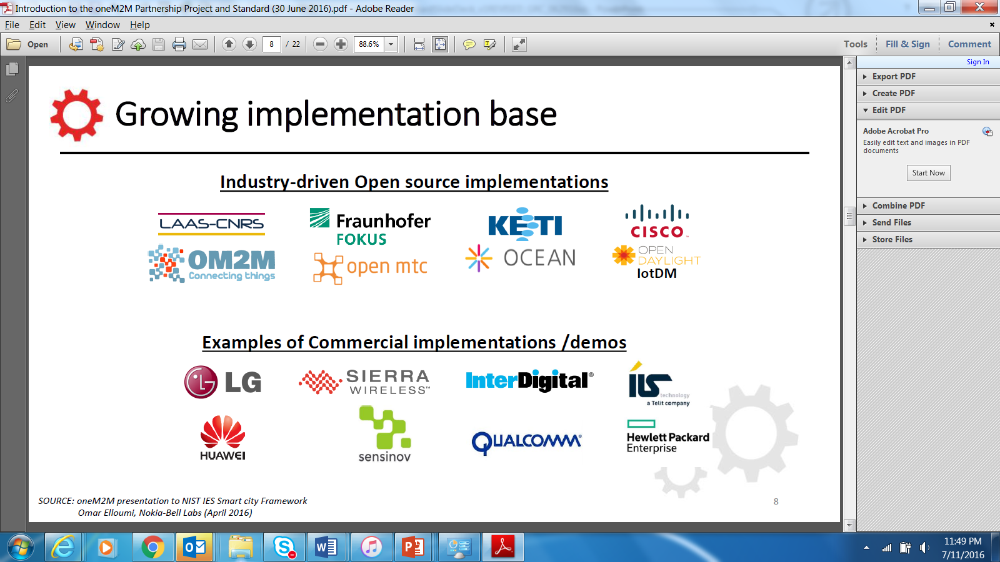 Introduction to the oneM2M Partnership Project and Standard (30 June 2016).pdf - Adobe Reader
File Edit View Window Help
Open 8 / 22 88.6% Tools Fill & Sign Comment
Sign In
Export PDF
Create PDF
Edit PDF
Adobe Acrobat Pro
Easily edit text and images in PDF
documents
Start Now
Combine PDF
Send Files
Store Files
Growing implementation base
Industry-driven Open source implementations
LAAS-CNRS
Fraunhofer
FOKUS
KETI
CISCO
OM2M
Connecting things
open mtc
OCEAN
OPEN
DAYLIGHT
IotDM
Examples of Commercial implementations /demos
LG
SIERRA
WIRELESS™
InterDigital®
ILS
technology
a Telit company
HUAWEI
sensinov
QUALCOMM®
Hewlett Packard
Enterprise
SOURCE: oneM2M presentation to NIST IES Smart city Framework
Omar Elloumi, Nokia-Bell Labs (April 2016)
8
11:49 PM
7/11/2016